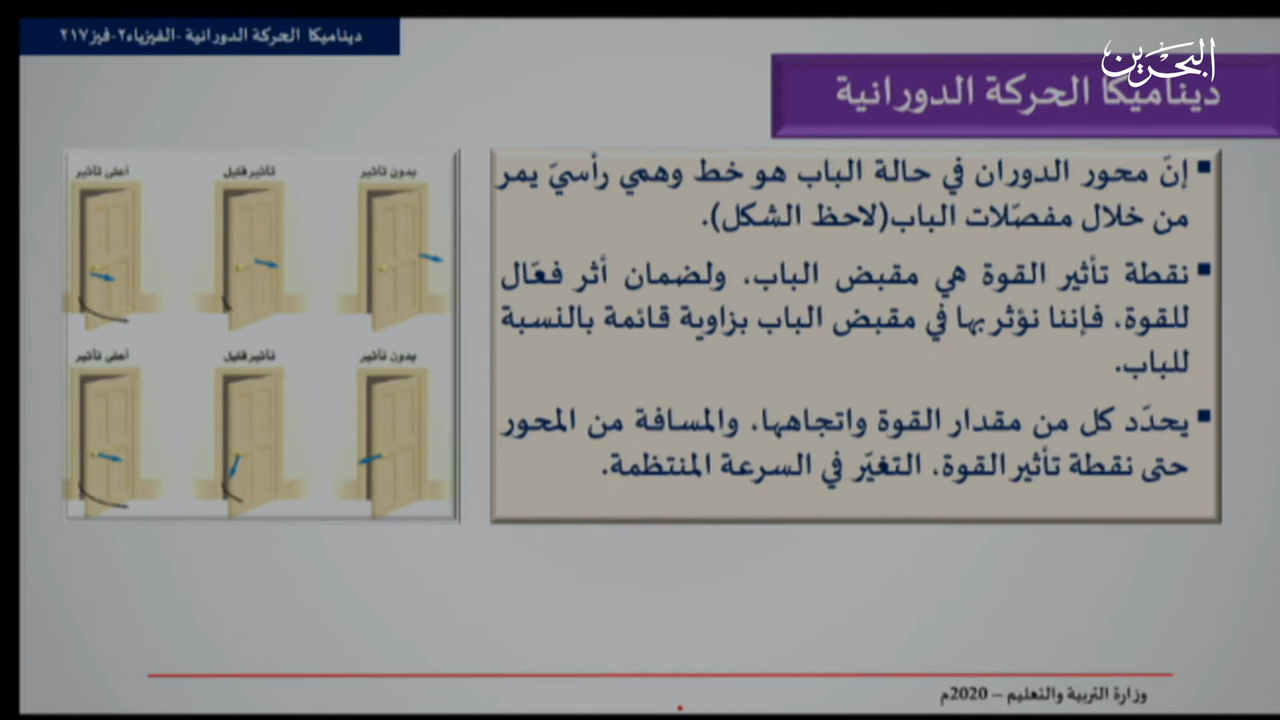 ديناميكا الحركة الدورانية -الفيزياء٢-فيز٢١٧
البحرين
ديناميكا الحركة الدورانية
إنّ محور الدوران في حالة الباب هو خط وهمي رأسيّ يمر
من خلال مفصّلات الباب(لاحظ الشكل).
نقطة تأثير القوة هي مقبض الباب، ولضمان أثر فعّال
للقوة، فإننا نؤثر بها في مقبض الباب بزاوية قائمة بالنسبة
للباب.
يحدّد كل من مقدار القوة واتجاهها، والمسافة من المحور
حتى نقطة تأثير القوة، التغيّر في السرعة المنتظمة.
بدون تأثير
تأثير قليل
أعلى تأثير
بدون تأثير
تأثير قليل
أعلى تأثير
وزارة التربية والتعليم – 2020م